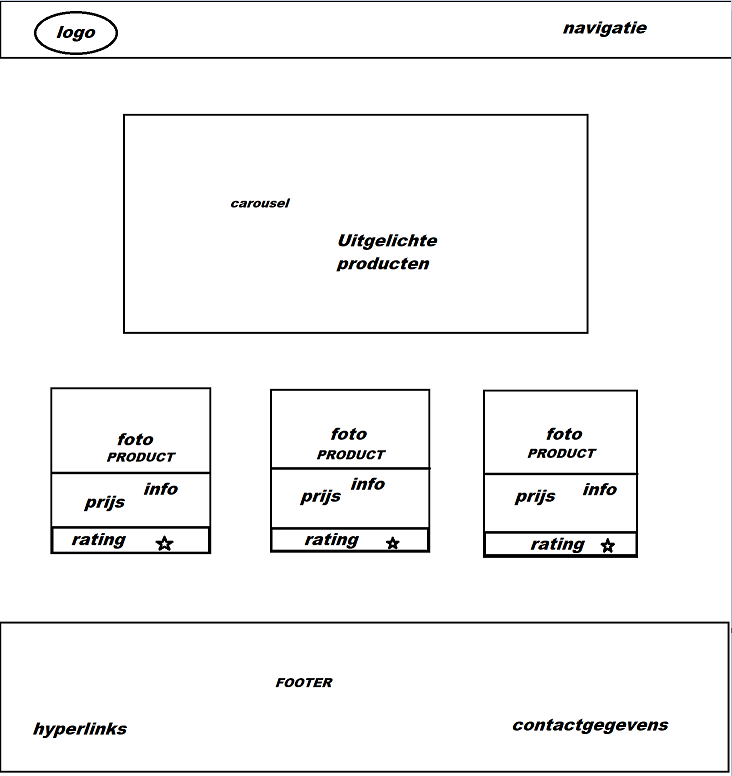 logo
navigatie
carousel
Uitgelichte
producten
foto
PRODUCT
prijs
info
rating
foto
PRODUCT
prijs
info
rating
foto
PRODUCT
prijs
info
rating
FOOTER
hyperlinks
contactgegevens